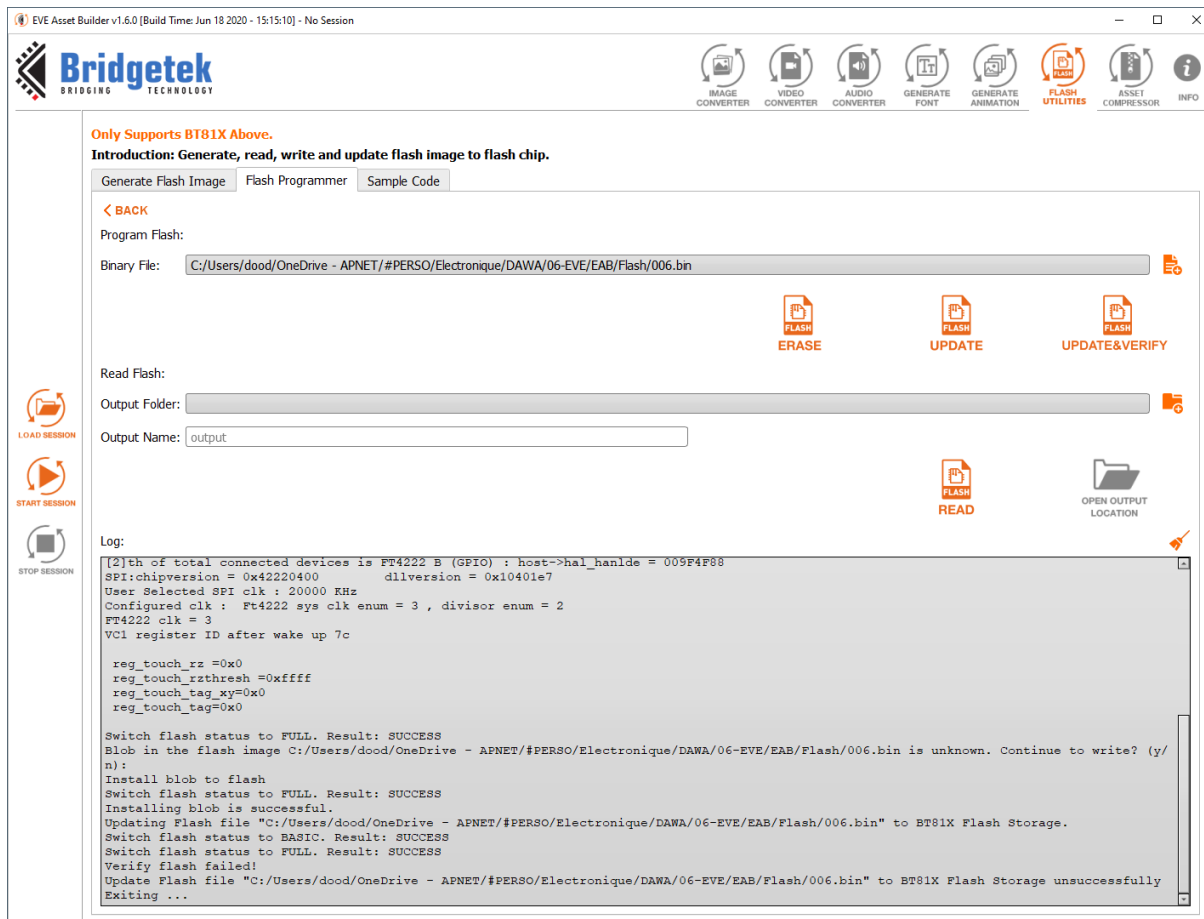 EVE Asset Builder v1.6.0 [Build Time: Jun 18 2020 - 15:15:10] - No Session
Bridgetek
BRIDGING TECHNOLOGY
IMAGE CONVERTER
VIDEO CONVERTER
AUDIO CONVERTER
GENERATE FONT
GENERATE ANIMATION
FLASH
FLASH UTILITIES
ASSET COMPRESSOR
INFO
Only Supports BT81X Above.
Introduction: Generate, read, write and update flash image to flash chip.
Generate Flash Image
Flash Programmer
Sample Code
BACK
Program Flash:
Binary File:
C:/Users/dood/OneDrive - APNET/#PERSO/Electronique/DAWA/06-EVE/EAB/Flash/006.bin
FLASH
ERASE
FLASH
UPDATE
FLASH
UPDATE&VERIFY
Read Flash:
Output Folder:
Output Name:
output
LOAD SESSION
START SESSION
STOP SESSION
FLASH
READ
OPEN OUTPUT
LOCATION
Log:
[2]th of total connected devices is FT4222 B (GPIO) : host->hal_hanlde = 009F4F88
SPI:chipversion = 0x42220400 dllversion = 0x10401e7
User Selected SPI clk : 20000 KHz
Configured clk : Ft4222 sys clk enum = 3 , divisor enum = 2
FT4222 clk = 3
VC1 register ID after wake up 7c
reg_touch_rz =0x0
reg_touch_rzthresh =0xffff
reg_touch_tag_xy=0x0
reg_touch_tag=0x0
Switch flash status to FULL. Result: SUCCESS
Blob in the flash image C:/Users/dood/OneDrive - APNET/#PERSO/Electronique/DAWA/06-EVE/EAB/Flash/006.bin is unknown. Continue to write? (y/
n):
Install blob to flash
Switch flash status to FULL. Result: SUCCESS
Installing blob is successful.
Updating Flash file "C:/Users/dood/OneDrive - APNET/#PERSO/Electronique/DAWA/06-EVE/EAB/Flash/006.bin" to BT81X Flash Storage.
Switch flash status to BASIC. Result: SUCCESS
Switch flash status to FULL. Result: SUCCESS
Verify flash failed!
Update Flash file "C:/Users/dood/OneDrive - APNET/#PERSO/Electronique/DAWA/06-EVE/EAB/Flash/006.bin" to BT81X Flash Storage unsuccessfully
Exiting ...